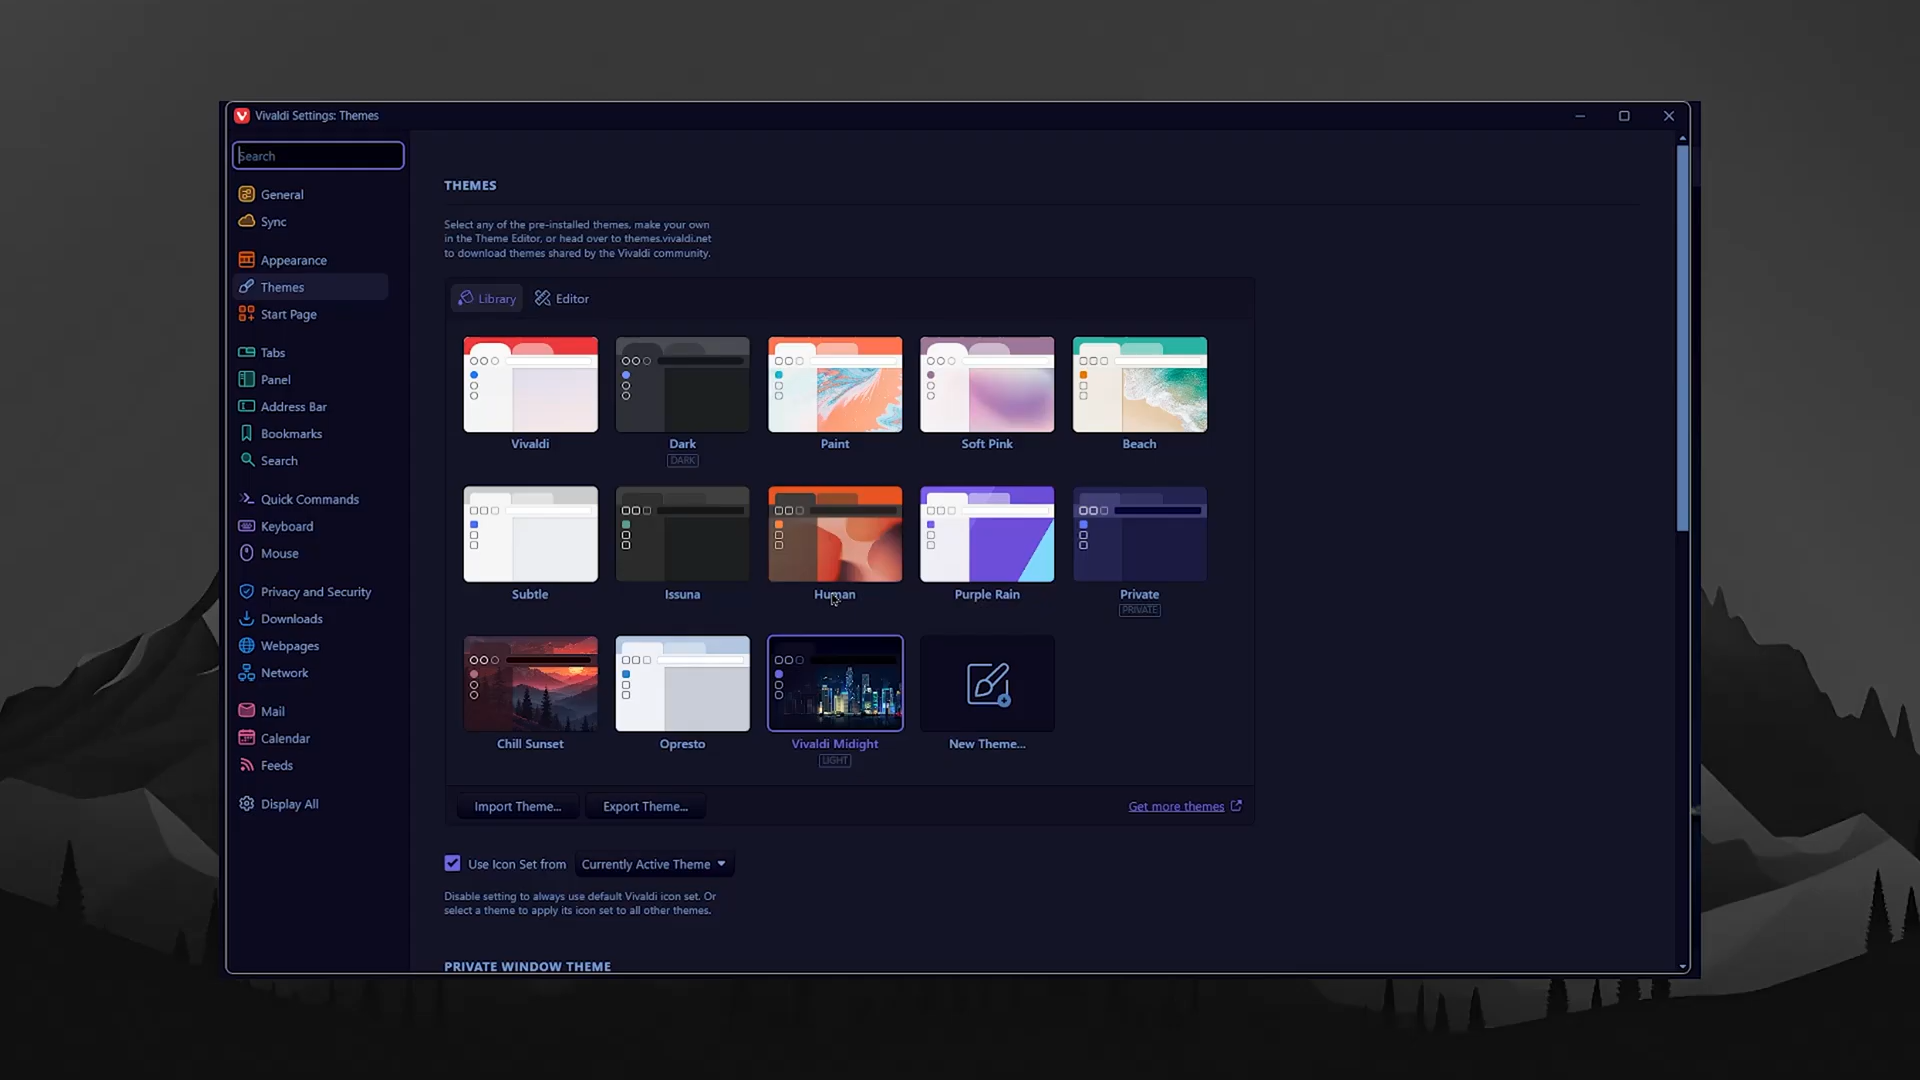 Vivaldi Settings: Themes
Search
General
Sync
Appearance
Themes
Start Page
Tabs
Panel
Address Bar
Bookmarks
Search
Quick Commands
Keyboard
Mouse
Privacy and Security
Downloads
Webpages
Network
Mail
Calendar
Feeds
Display All
THEMES
Select any of the pre-installed themes, make your own
in the Theme Editor, or head over to themes.vivaldi.net
to download themes shared by the Vivaldi community.
Library Editor
Vivaldi Dark Paint Soft Pink Beach
DARK
Subtle Issuna Human Purple Rain Private
PRIVATE
Chill Sunset Opresto Vivaldi Midight New Theme...
LIGHT
Import Theme... Export Theme... Get more themes
Use Icon Set from Currently Active Theme
Disable setting to always use default Vivaldi icon set. Or
select a theme to apply its icon set to all other themes.
PRIVATE WINDOW THEME